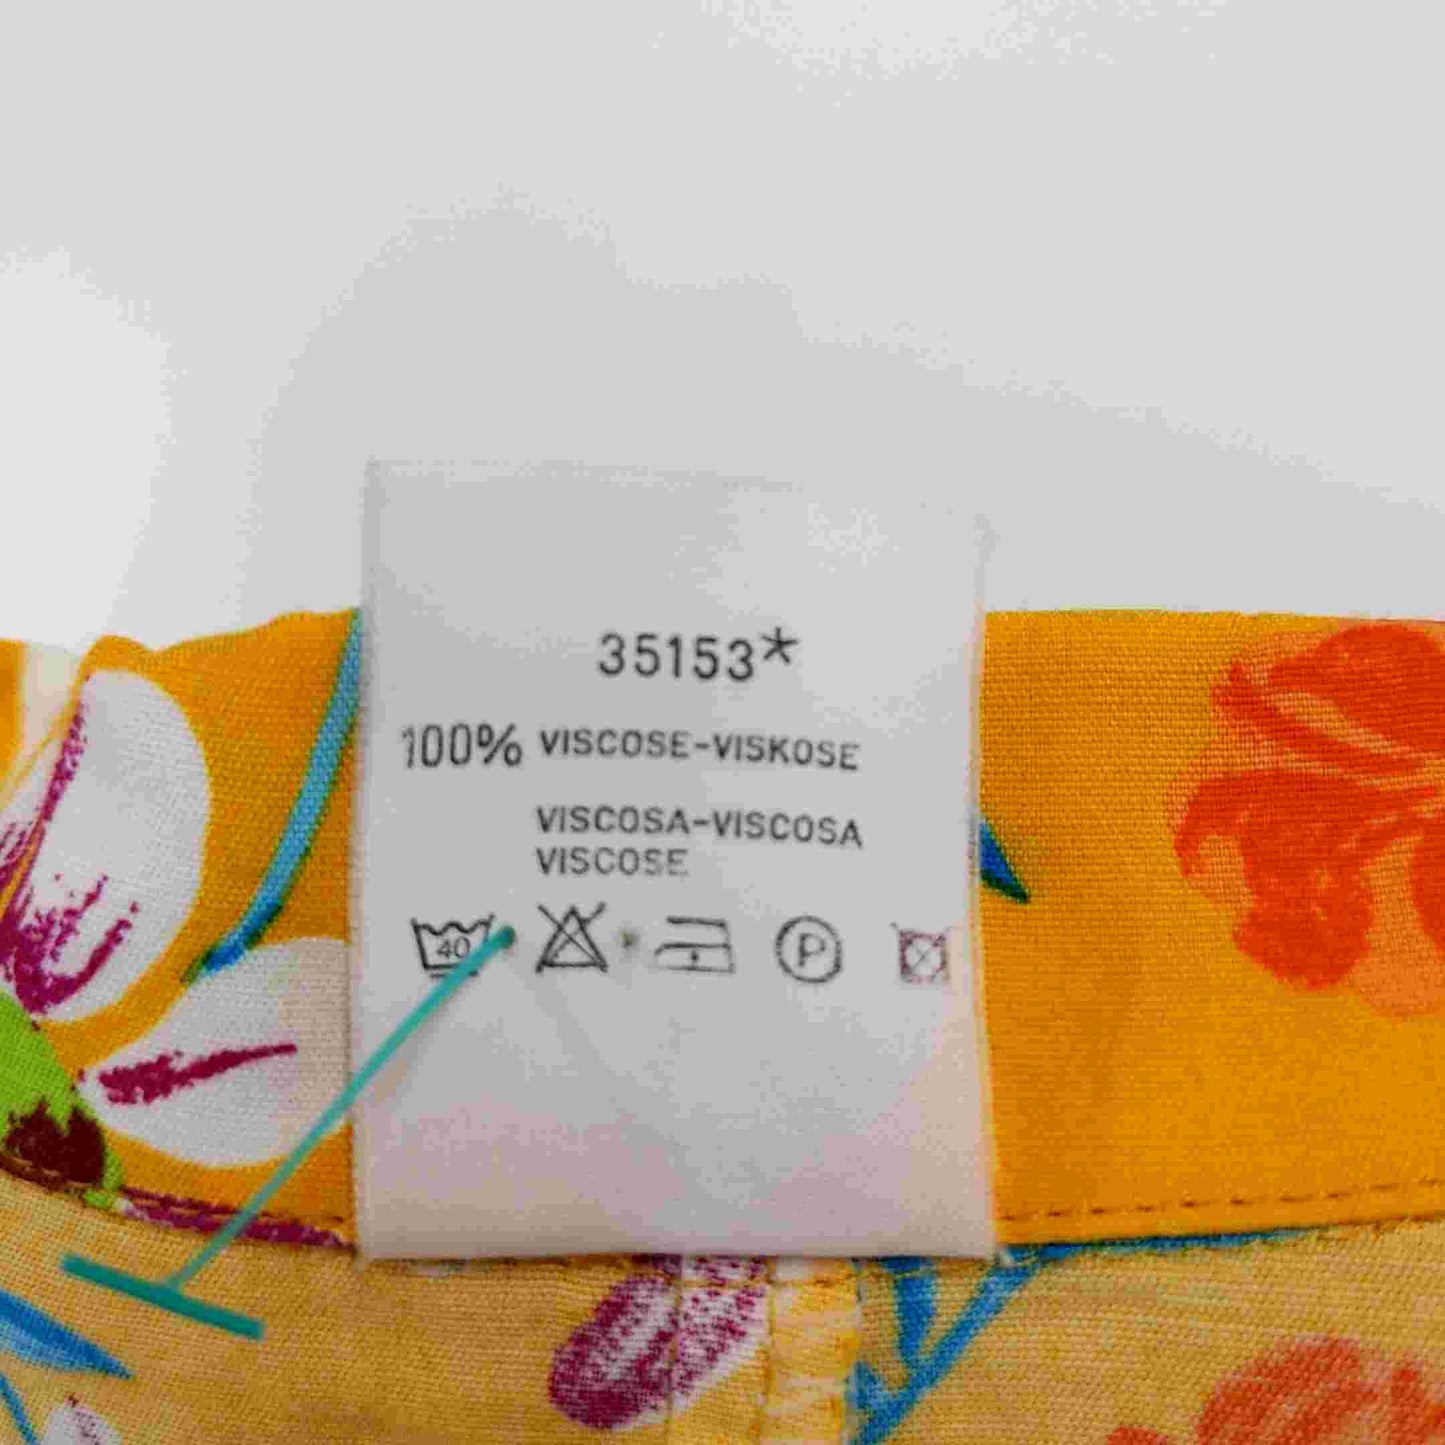 35153*
100% VISCOSE-VISKOSE
VISCOSA-VISCOSA
VISCOSE
40 P